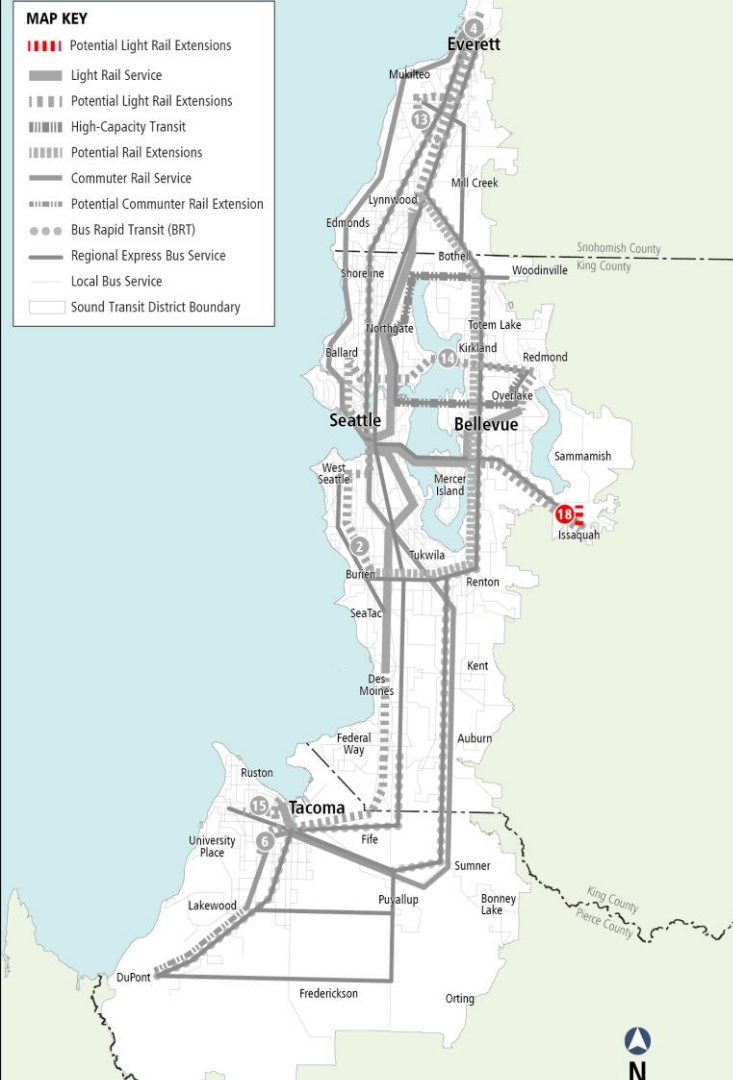 MAP KEY
Potential Light Rail Extensions
Light Rail Service
Potential Light Rail Extensions
High-Capacity Transit
Potential Rail Extensions
Commuter Rail Service
Potential Communter Rail Extension
Bus Rapid Transit (BRT)
Regional Express Bus Service
Local Bus Service
Sound Transit District Boundary
4
Everett
Mukilteo
13
Mill Creek
Lynnwood
Edmonds
Snohomish County
King County
Bothell
Shoreline
Woodinville
Northgate
Totem Lake
Ballard
Kirkland
14
Redmond
Overlake
Seattle
Bellevue
Sammamish
West
Seattle
Mercer
Island
18
Issaquah
2
Tukwila
Burien
Renton
SeaTac
Kent
Des
Moines
Federal
Way
Auburn
Ruston
15
Tacoma
6
University
Place
Fife
Sumner
Lakewood
Puyallup
Bonney
Lake
King County
Pierce County
DuPont
Frederickson
Orting
N